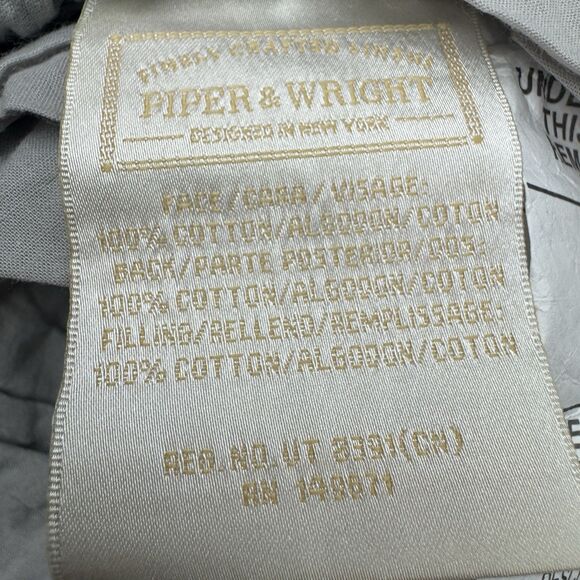 FINELY CRAFTED LINENS
PIPER & WRIGHT
DESIGNED IN NEW YORK
FACE/CARA/VISAGE:
100% COTTON/ALGODON/COTON
BACK/PARTE POSTERIOR/DOS:
100% COTTON/ALGODON/COTON
FILLING/RELLENO/REMPLISSAGE:
100% COTTON/ALGODON/COTON
REG.NO.UT 8391(CN)
RN 149671